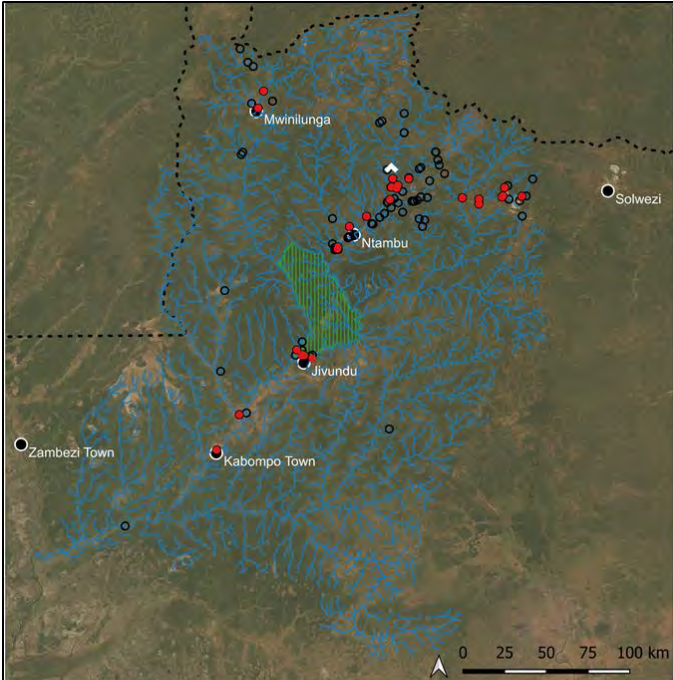 Mwinilunga
Solwezi
Ntambu
Jivundu
Zambezi Town
Kabompo Town
0 25 50 75 100 km